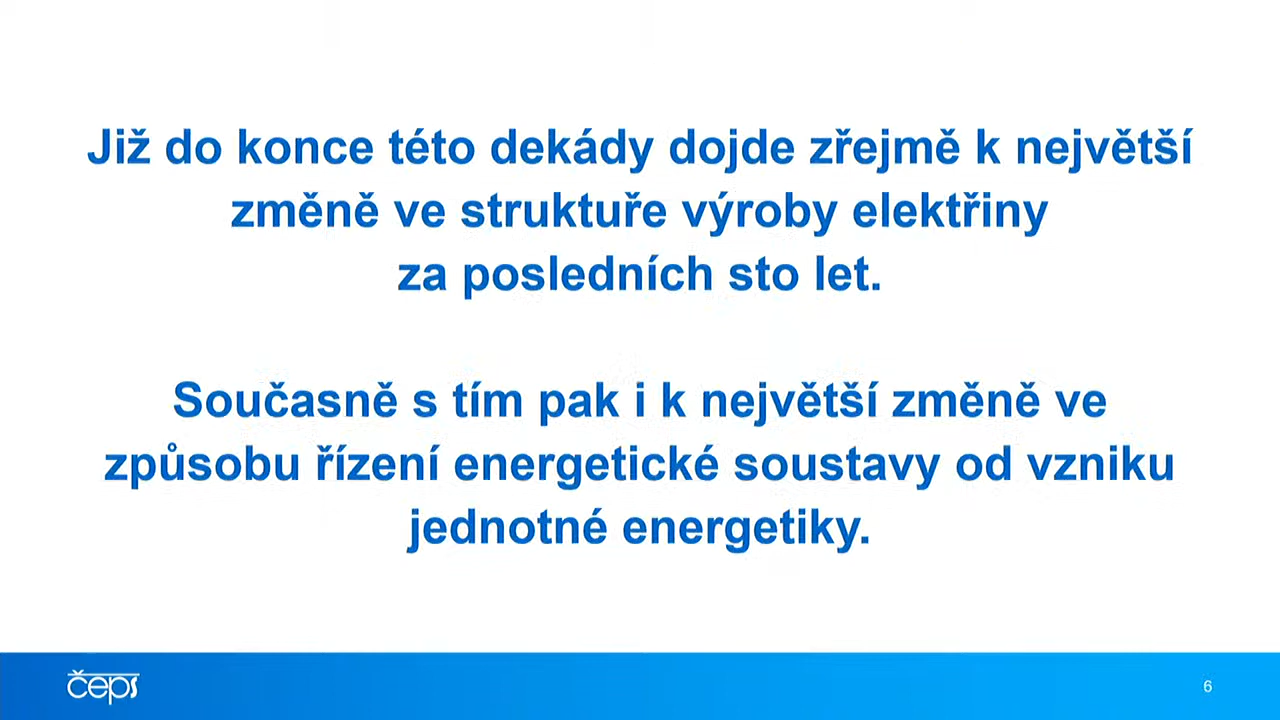 Již do konce této dekády dojde zřejmě k největší
změně ve struktuře výroby elektřiny
za posledních sto let.
Současně s tím pak i k největší změně ve
způsobu řízení energetické soustavy od vzniku
jednotné energetiky.
čeps
6